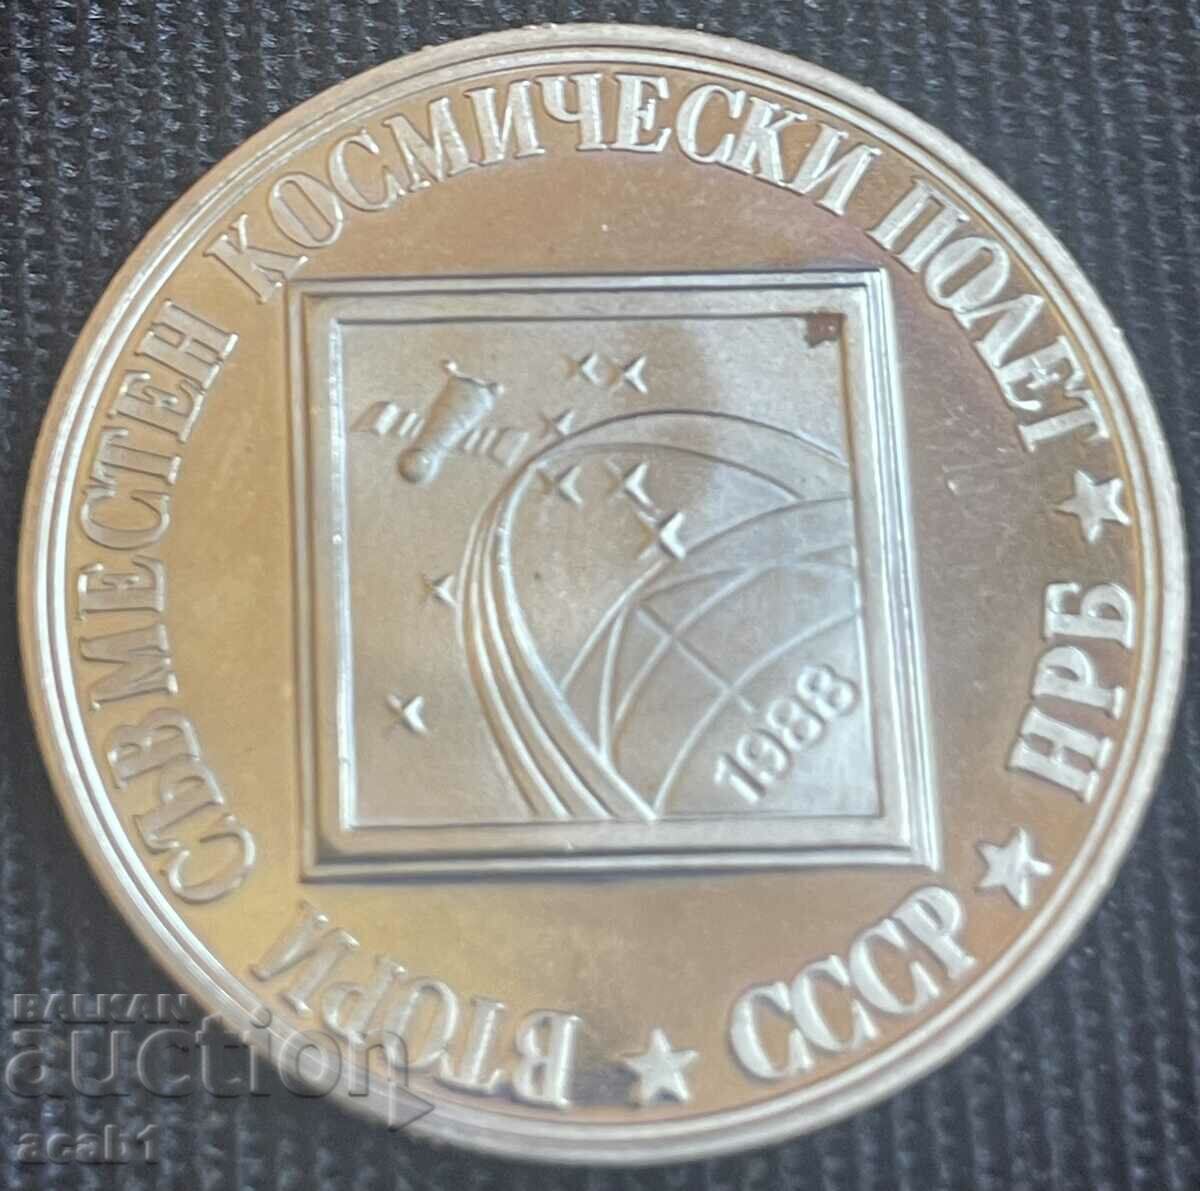 ВТОРИ СЪВМЕСТЕН КОСМИЧЕСКИ ПОЛЕТ ★ НРБ ★ СССР ★
1988
BALKAN
auction
acab1